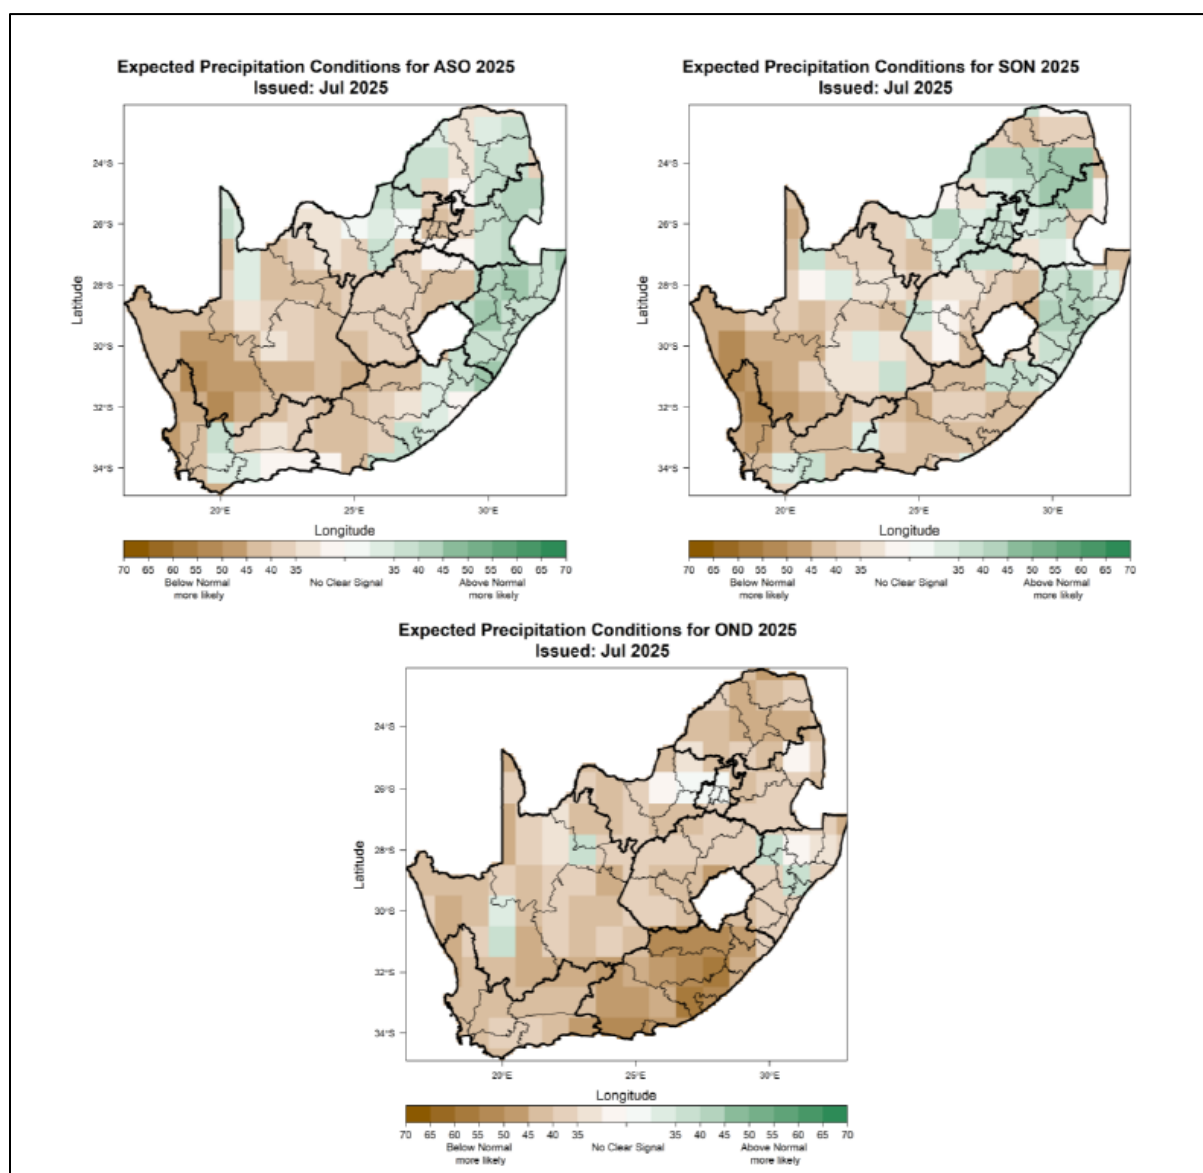 Expected Precipitation Conditions for ASO 2025
Issued: Jul 2025
24°S
26°S
28°S
30°S
32°S
34°S
Latitude
20°E
25°E
30°E
Longitude
70 65 60 55 50 45 40 35 35 40 45 50 55 60 65 70
Below Normal No Clear Signal Above Normal
more likely more likely
Expected Precipitation Conditions for SON 2025
Issued: Jul 2025
24°S
26°S
28°S
30°S
32°S
34°S
Latitude
20°E
25°E
30°E
Longitude
70 65 60 55 50 45 40 35 35 40 45 50 55 60 65 70
Below Normal No Clear Signal Above Normal
more likely more likely
Expected Precipitation Conditions for OND 2025
Issued: Jul 2025
24°S
26°S
28°S
30°S
32°S
34°S
Latitude
20°E
25°E
30°E
Longitude
70 65 60 55 50 45 40 35 35 40 45 50 55 60 65 70
Below Normal No Clear Signal Above Normal
more likely more likely